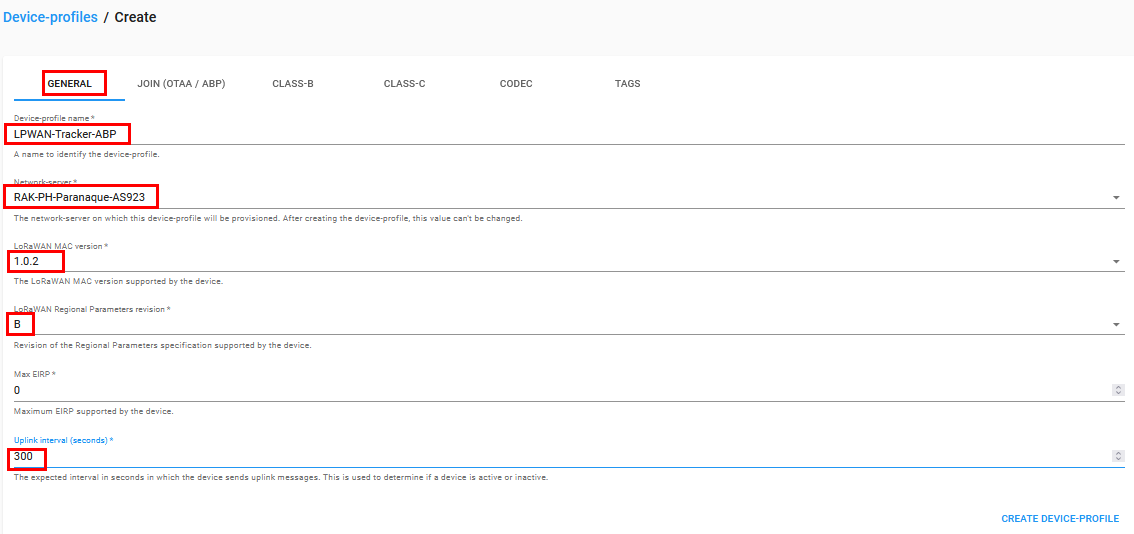 Device-profiles / Create
GENERAL JOIN (OTAA / ABP) CLASS-B CLASS-C CODEC TAGS
Device-profile name *
LPWAN-Tracker-ABP
A name to identify the device-profile.
Network-server *
RAK-PH-Paranaque-AS923
The network-server on which this device-profile will be provisioned. After creating the device-profile, this value can't be changed.
LoRaWAN MAC version *
1.0.2
The LoRaWAN MAC version supported by the device.
LoRaWAN Regional Parameters revision *
B
Revision of the Regional Parameters specification supported by the device.
Max EIRP *
0
Maximum EIRP supported by the device.
Uplink interval (seconds) *
300
The expected interval in seconds in which the device sends uplink messages. This is used to determine if a device is active or inactive.
CREATE DEVICE-PROFILE